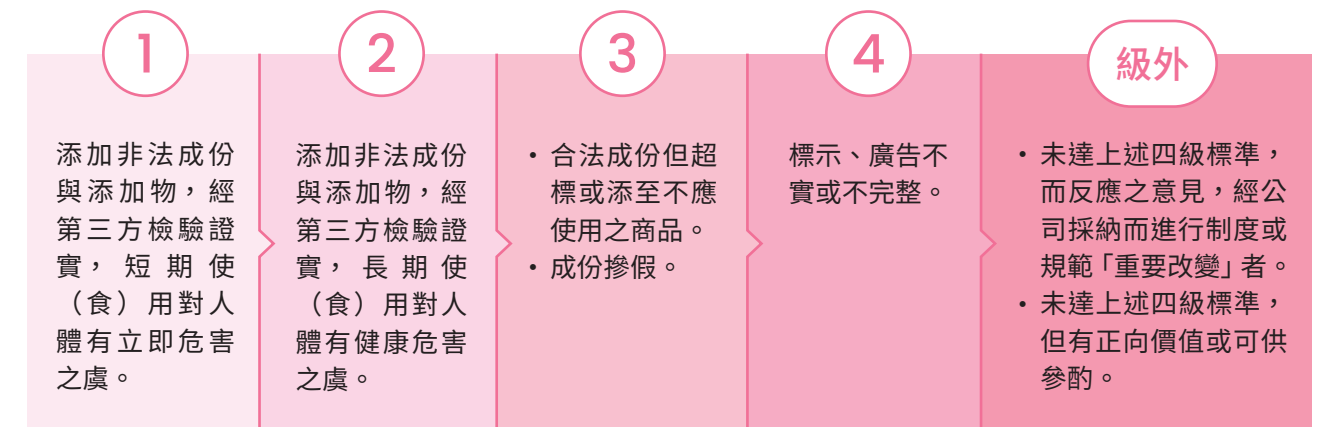 1
添加非法成份
與添加物，經
第三方檢驗證
實，短期使
（食）用對人
體有立即危害
之虞。
2
添加非法成份
與添加物，經
第三方檢驗證
實，長期使
（食）用對人
體有健康危害
之虞。
3
・合法成份但超
標或添至不應
使用之商品。
・成份摻假。
4
標示、廣告不
實或不完整。
級外
・未達上述四級標準，
而反應之意見，經公
司採納而進行制度或
規範「重要改變」者。
・未達上述四級標準，
但有正向價值或可供
參酌。